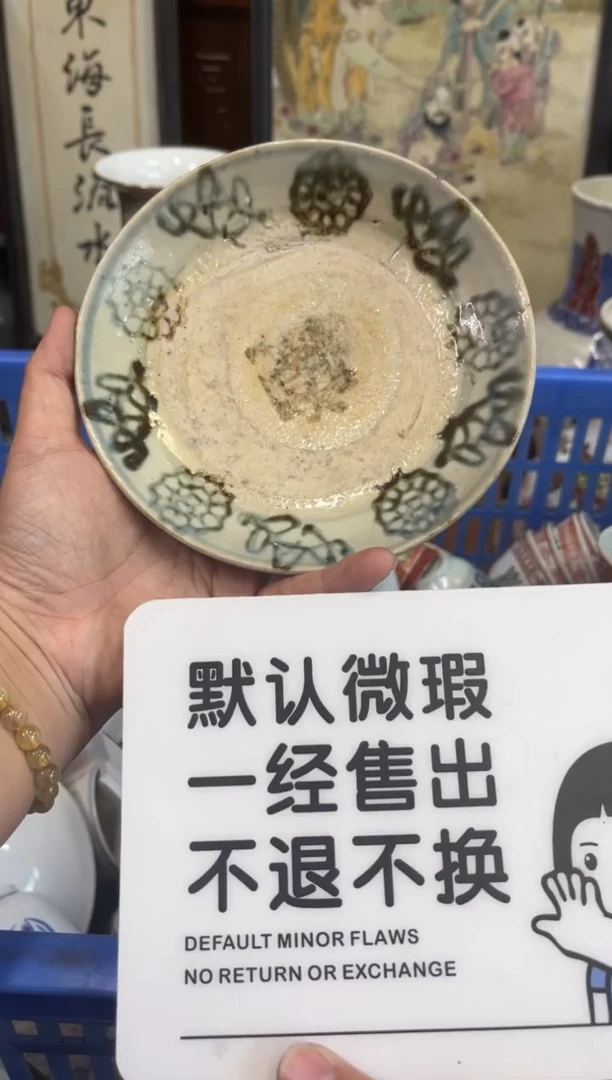 東海長流水
默认微瑕
一经售出
不退不换
DEFAULT MINOR FLAWS
NO RETURN OR EXCHANGE